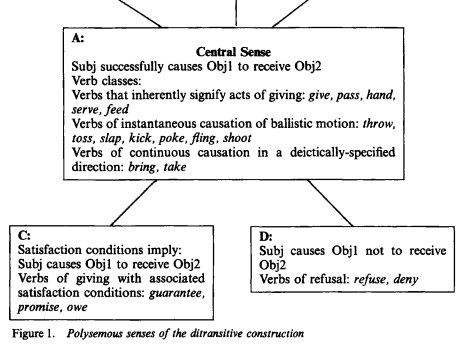 A:
Central Sense
Subj successfully causes Obj1 to receive Obj2
Verb classes:
Verbs that inherently signify acts of giving: give, pass, hand,
serve, feed
Verbs of instantaneous causation of ballistic motion: throw,
toss, slap, kick, poke, fling, shoot
Verbs of continuous causation in a deictically-specified
direction: bring, take
C:
Satisfaction conditions imply:
Subj causes Obj1 to receive Obj2
Verbs of giving with associated
satisfaction conditions: guarantee,
promise, owe
D:
Subj causes Obj1 not to receive
Obj2
Verbs of refusal: refuse, deny
Figure 1. Polysemous senses of the ditransitive construction